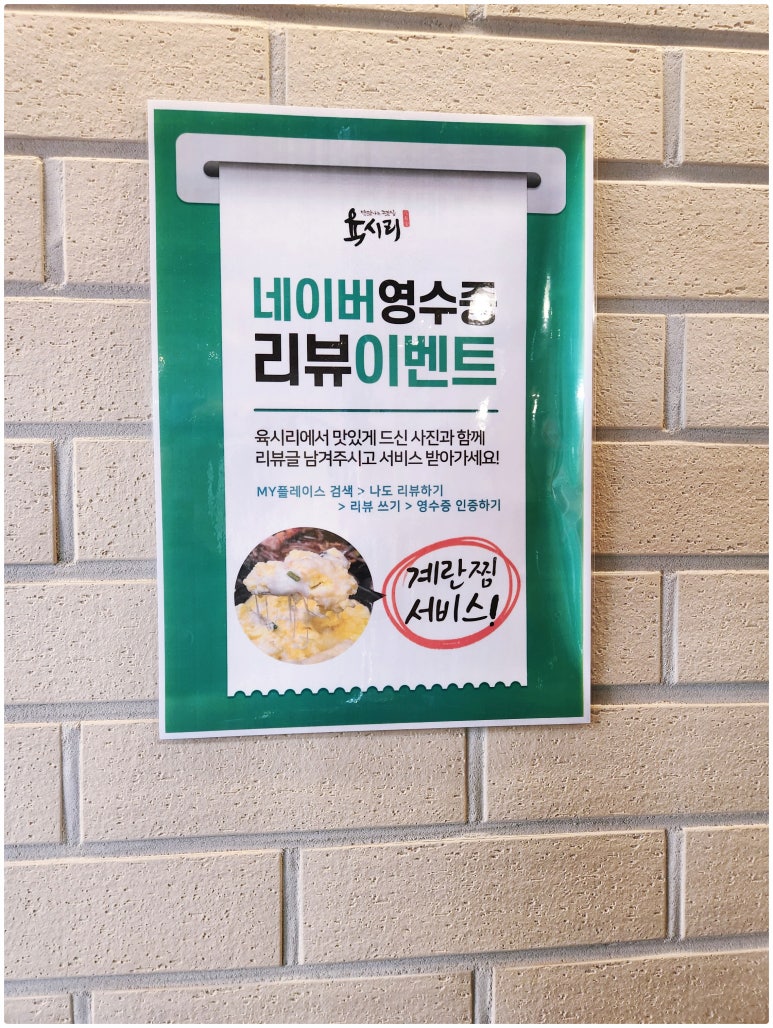 육시리
네이버영수증
리뷰이벤트
육시리에서 맛있게 드신 사진과 함께
리뷰글 남겨주시고 서비스 받아가세요!
MY플레이스 검색 > 나도 리뷰하기
> 리뷰 쓰기 > 영수증 인증하기
계란찜
서비스!